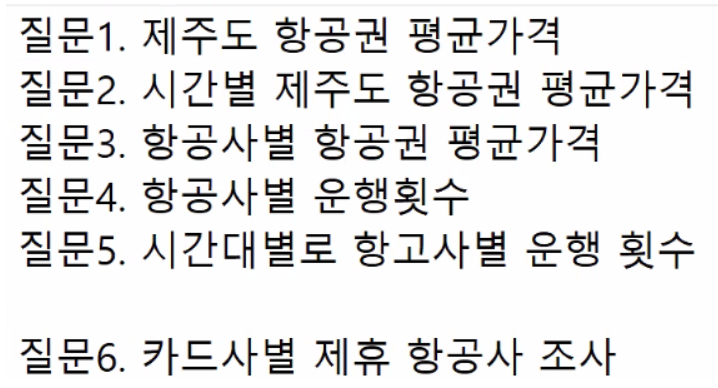 질문1. 제주도 항공권 평균가격
질문2. 시간별 제주도 항공권 평균가격
질문3. 항공사별 항공권 평균가격
질문4. 항공사별 운행횟수
질문5. 시간대별로 항고사별 운행 횟수
질문6. 카드사별 제휴 항공사 조사